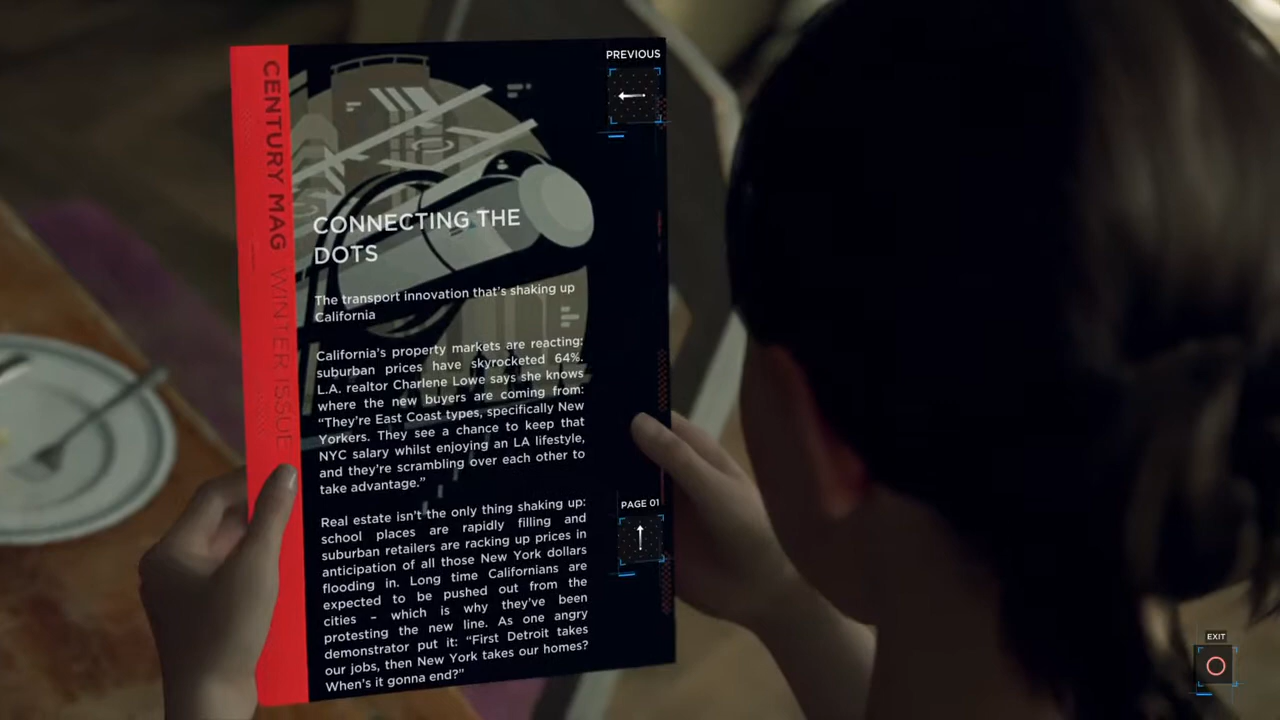 CENTURY MAG WINTER ISSUE
PREVIOUS
CONNECTING THE
DOTS
The transport innovation that's shaking up
California
California's property markets are reacting:
suburban prices have skyrocketed 64%.
L.A. realtor Charlene Lowe says she knows
where the new buyers are coming from:
“They're East Coast types, specifically New
Yorkers. They see a chance to keep that
NYC salary whilst enjoying an LA lifestyle,
and they're scrambling over each other to
take advantage.”
Real estate isn't the only thing shaking up:
school places are rapidly filling and
suburban retailers are racking up prices in
anticipation of all those New York dollars
flooding in. Long time Californians are
expected to be pushed out from the
cities – which is why they've been
protesting the new line. As one angry
demonstrator put it: “First Detroit takes
our jobs, then New York takes our homes?
When's it gonna end?”
PAGE 01
EXIT